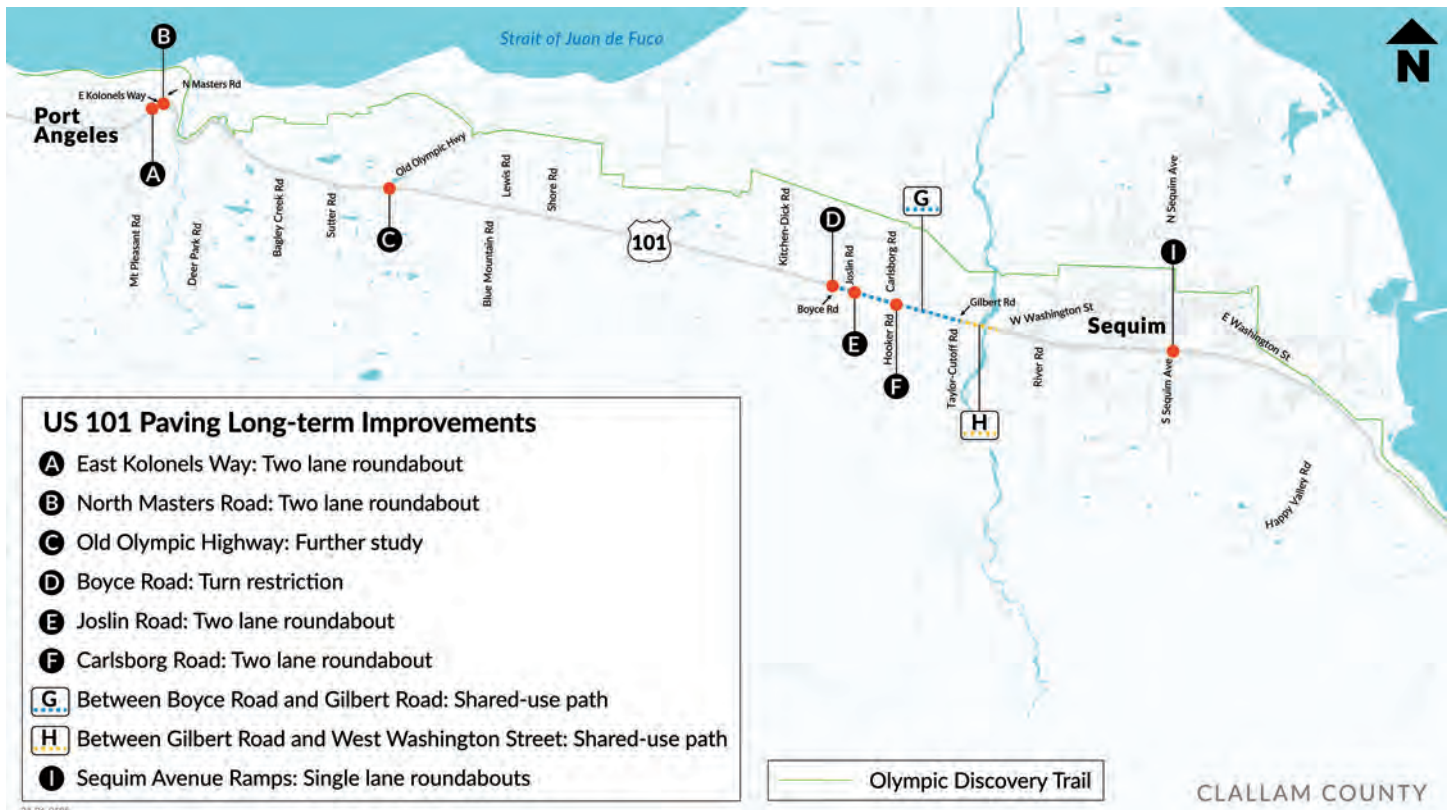 B
Strait of Juan de Fuca
N
N Masters Rd
E Kolonels Way
Port
Angeles
A
Mt Pleasant Rd
Deer Park Rd
Bagley Creek Rd
Sutter Rd
Old Olympic Hwy
C
Lewis Rd
Shore Rd
Blue Mountain Rd
101
Kitchen-Dick Rd
D
Boyce Rd
Joslin Rd
E
Carlsborg Rd
Hooker Rd
F
G
Gilbert Rd
Taylor-Cutoff Rd
H
W Washington St
River Rd
Sequim
N Sequim Ave
I
S Sequim Ave
E Washington St
Happy Valley Rd
US 101 Paving Long-term Improvements
A East Kolonels Way: Two lane roundabout
B North Masters Road: Two lane roundabout
C Old Olympic Highway: Further study
D Boyce Road: Turn restriction
E Joslin Road: Two lane roundabout
F Carlsborg Road: Two lane roundabout
G Between Boyce Road and Gilbert Road: Shared-use path
H Between Gilbert Road and West Washington Street: Shared-use path
I Sequim Avenue Ramps: Single lane roundabouts
Olympic Discovery Trail
CLALLAM COUNTY